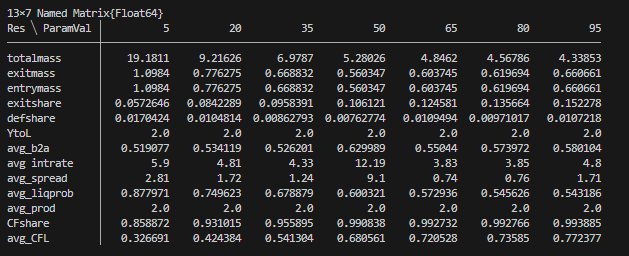 13×7 Named Matrix{Float64}
Res ╲ ParamVal │ 5 20 35 50 65 80 95
totalmass │ 19.1811 9.21626 6.9787 5.28026 4.8462 4.56786 4.33853
exitmass │ 1.0984 0.776275 0.668832 0.560347 0.603745 0.619694 0.660661
entrymass │ 1.0984 0.776275 0.668832 0.560347 0.603745 0.619694 0.660661
exitshare │ 0.0572646 0.0842289 0.0958391 0.106121 0.124581 0.135664 0.152278
defshare │ 0.0170424 0.0104814 0.00862793 0.00762774 0.0109494 0.00971017 0.0107218
YtoL │ 2.0 2.0 2.0 2.0 2.0 2.0 2.0
avg_b2a │ 0.519077 0.534119 0.526201 0.629989 0.55044 0.573972 0.580104
avg intrate │ 5.9 4.81 4.33 12.19 3.83 3.85 4.8
avg_spread │ 2.81 1.72 1.24 9.1 0.74 0.76 1.71
avg_liqprob │ 0.877971 0.749623 0.678879 0.600321 0.572936 0.545626 0.543186
avg_prod │ 2.0 2.0 2.0 2.0 2.0 2.0 2.0
CFshare │ 0.858872 0.931015 0.955895 0.990838 0.992732 0.992766 0.993885
avg_CFL │ 0.326691 0.424384 0.541304 0.680561 0.720528 0.73585 0.772377